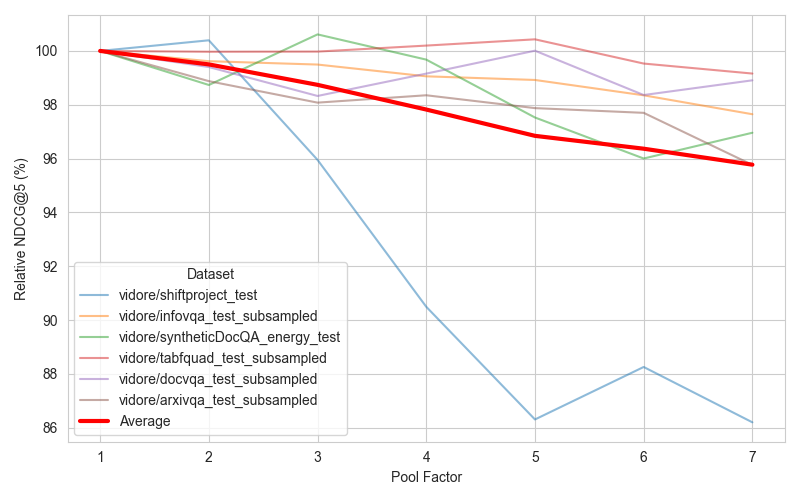 100
98
96
94
92
90
88
86
Relative NDCG@5 (%)
Dataset
vidore/shiftproject_test
vidore/infovqa_test_subsampled
vidore/syntheticDocQA_energy_test
vidore/tabfquad_test_subsampled
vidore/docvqa_test_subsampled
vidore/arxivqa_test_subsampled
Average
1 2 3 4 5 6 7
Pool Factor